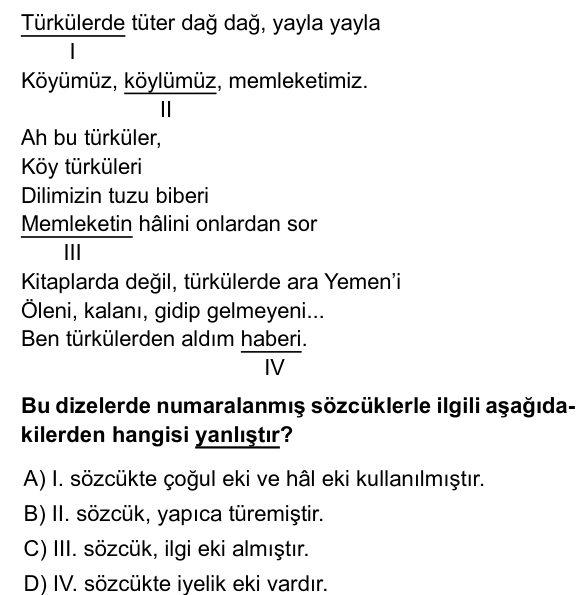 Türkülerde tüter dağ dağ, yayla yayla
I
Köyümüz, köylümüz, memleketimiz.
II
Ah bu türküler,
Köy türküleri
Dilimizin tuzu biberi
Memleketin hâlini onlardan sor
III
Kitaplarda değil, türkülerde ara Yemen’i
Öleni, kalanı, gidip gelmeyeni...
Ben türkülerden aldım haberi.
IV
Bu dizelerde numaralanmış sözcüklerle ilgili aşağıda-
kilerden hangisi yanlıştır?
A) I. sözcükte çoğul eki ve hâl eki kullanılmıştır.
B) II. sözcük, yapıca türemiştir.
C) III. sözcük, ilgi eki almıştır.
D) IV. sözcükte iyelik eki vardır.